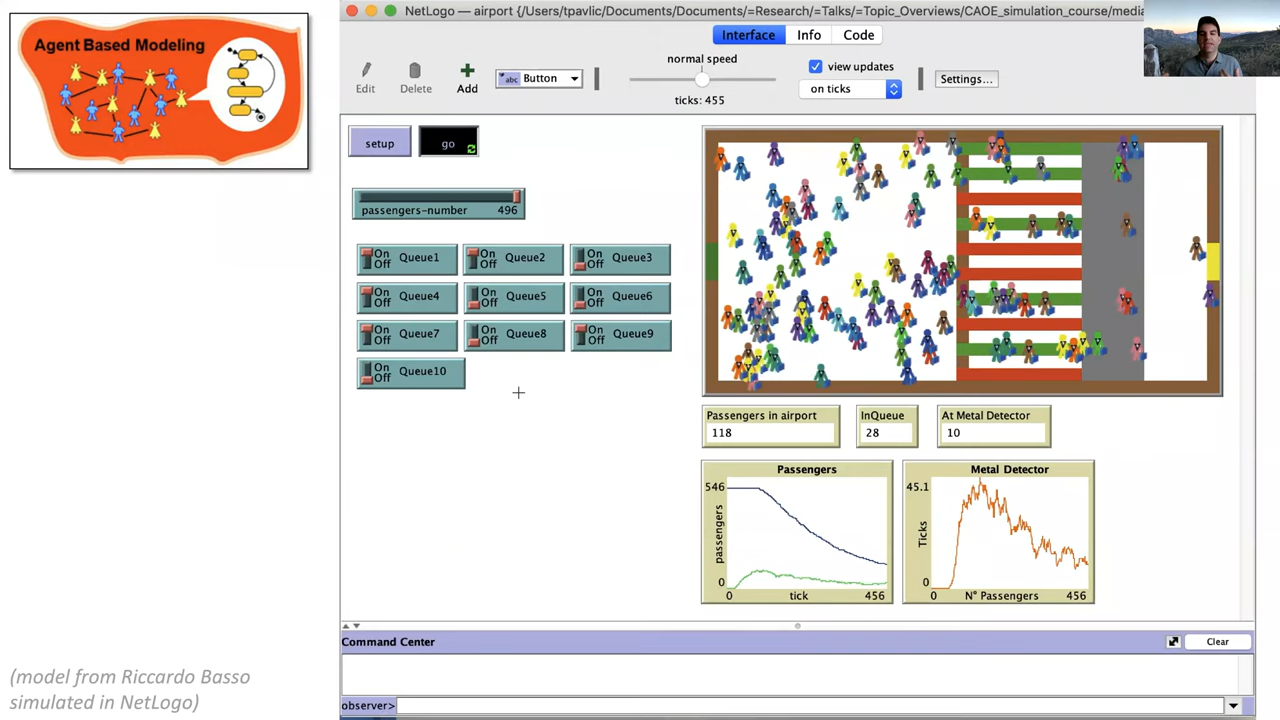 Agent Based Modeling
NetLogo — airport {/Users/tpavlic/Documents/Documents/=Research/=Talks/=Topic_Overviews/CAOE_simulation_course/media
Interface Info Code
Edit Delete Add
abc Button
normal speed
ticks: 455
view updates
on ticks
Settings...
setup go
passengers-number 496
On Off Queue1 On Off Queue2 On Off Queue3
On Off Queue4 On Off Queue5 On Off Queue6
On Off Queue7 On Off Queue8 On Off Queue9
On Off Queue10
Passengers in airport
118
InQueue
28
At Metal Detector
10
Passengers
546
passengers
0
0 tick 456
Metal Detector
45.1
Ticks
0
0 N° Passengers 456
Command Center
Clear
observer>
(model from Riccardo Basso
simulated in NetLogo)